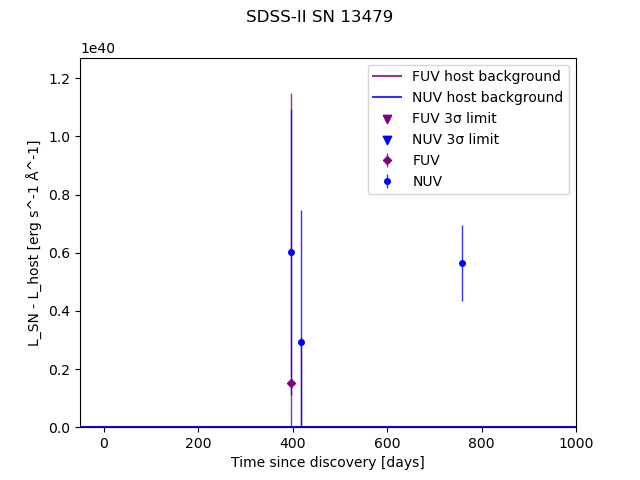 SDSS-II SN 13479
1e40
FUV host background
NUV host background
FUV 3σ limit
NUV 3σ limit
FUV
NUV
1.2
1.0
0.8
0.6
0.4
0.2
0.0
L_SN - L_host [erg s^-1 Å^-1]
0 200 400 600 800 1000
Time since discovery [days]